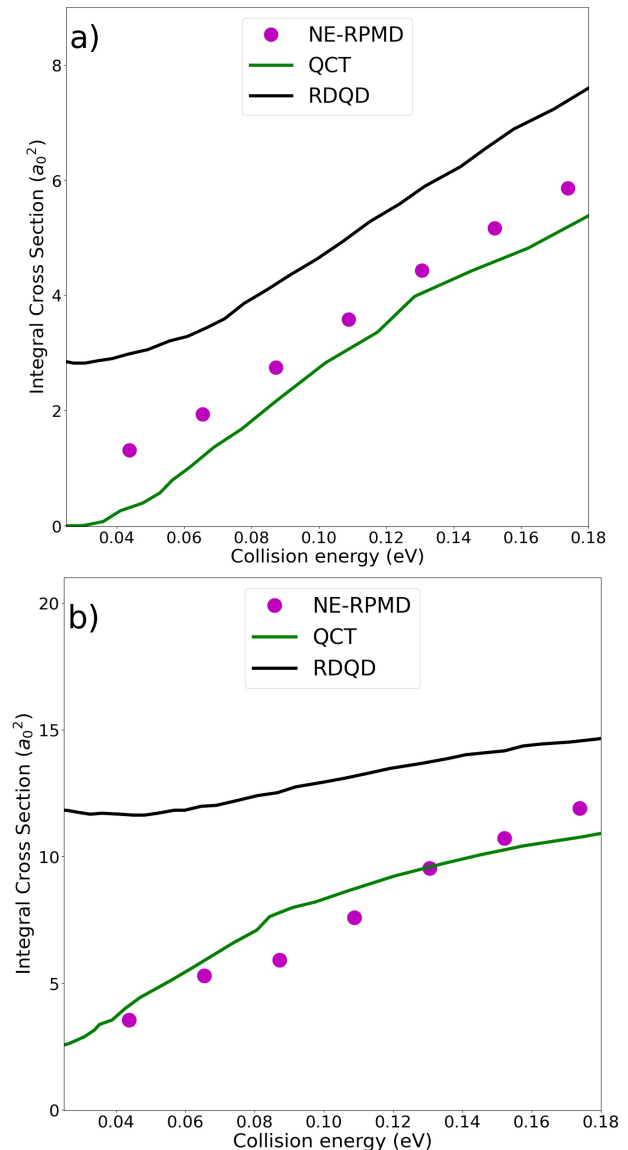 a)
NE-RPMD
QCT
RDQD
Integral Cross Section (a₀²)
8
6
4
2
0
0.04 0.06 0.08 0.10 0.12 0.14 0.16 0.18
Collision energy (eV)
b)
NE-RPMD
QCT
RDQD
Integral Cross Section (a₀²)
20
15
10
5
0
0.04 0.06 0.08 0.10 0.12 0.14 0.16 0.18
Collision energy (eV)